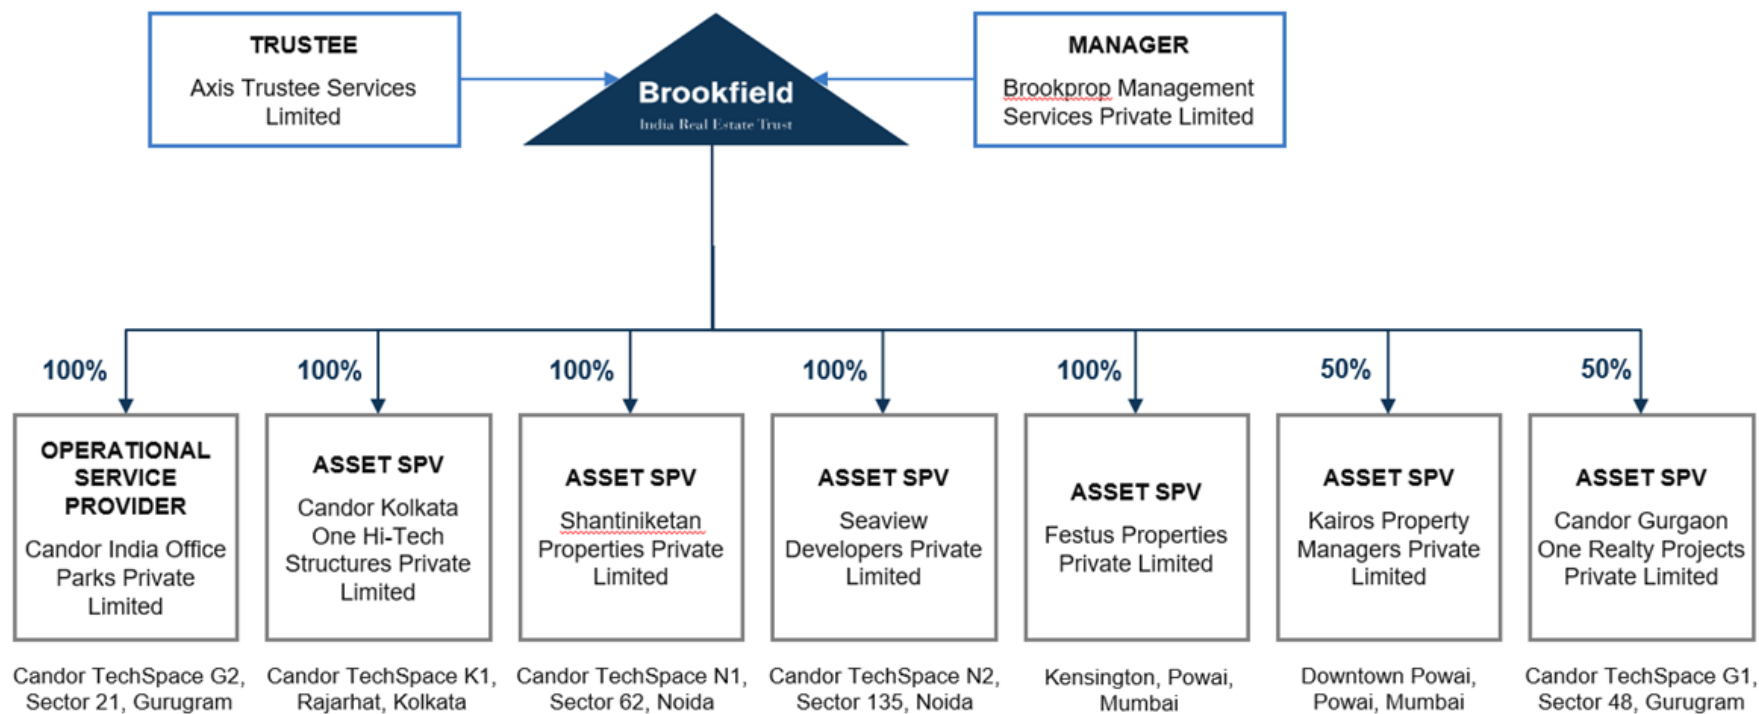 TRUSTEE
Axis Trustee Services
Limited
Brookfield
India Real Estate Trust
MANAGER
Brookprop Management
Services Private Limited
100%
100%
100%
100%
100%
50%
50%
OPERATIONAL
SERVICE
PROVIDER
Candor India Office
Parks Private
Limited
ASSET SPV
Candor Kolkata
One Hi-Tech
Structures Private
Limited
ASSET SPV
Shantiniketan
Properties Private
Limited
ASSET SPV
Seaview
Developers Private
Limited
ASSET SPV
Festus Properties
Private Limited
ASSET SPV
Kairos Property
Managers Private
Limited
ASSET SPV
Candor Gurgaon
One Realty Projects
Private Limited
Candor TechSpace G2,
Sector 21, Gurugram
Candor TechSpace K1,
Rajarhat, Kolkata
Candor TechSpace N1,
Sector 62, Noida
Candor TechSpace N2,
Sector 135, Noida
Kensington, Powai,
Mumbai
Downtown Powai,
Powai, Mumbai
Candor TechSpace G1,
Sector 48, Gurugram